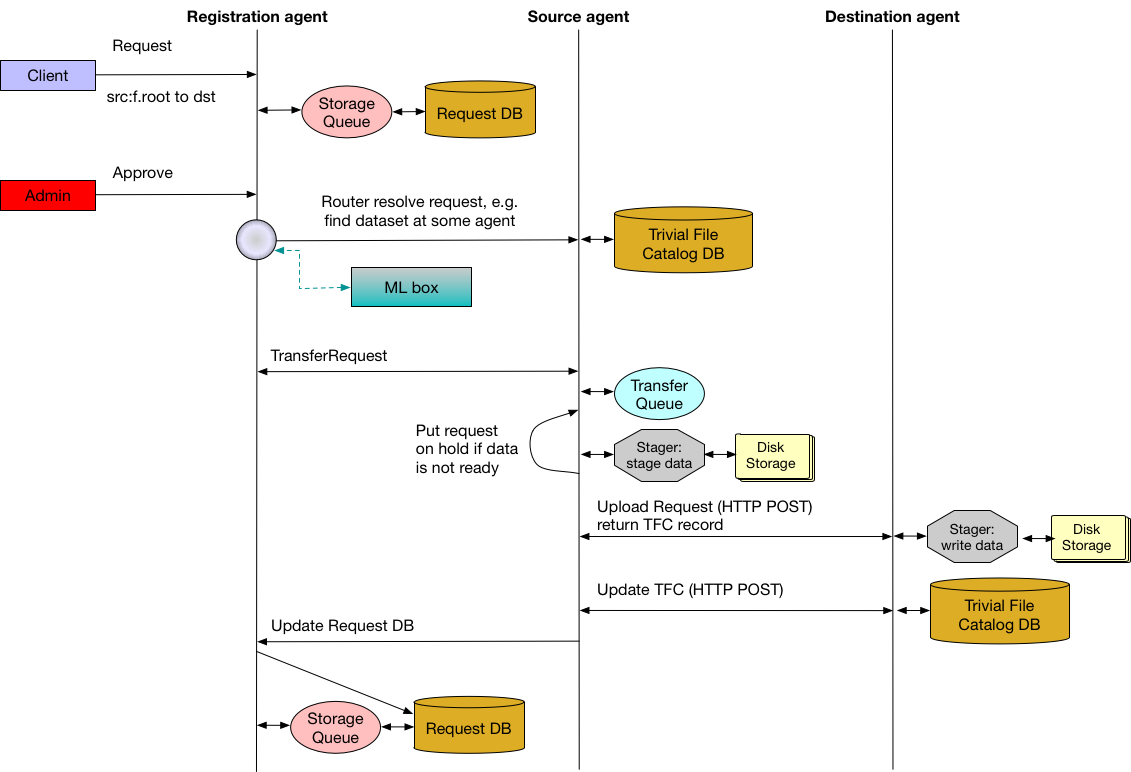 Registration agent
Source agent
Destination agent
Request
Client
src:f.root to dst
Storage
Queue
Request DB
Approve
Admin
Router resolve request, e.g.
find dataset at some agent
Trivial File
Catalog DB
ML box
TransferRequest
Transfer
Queue
Put request
on hold if data
is not ready
Stager:
stage data
Disk
Storage
Upload Request (HTTP POST)
return TFC record
Stager:
write data
Disk
Storage
Update TFC (HTTP POST)
Trivial File
Catalog DB
Update Request DB
Storage
Queue
Request DB